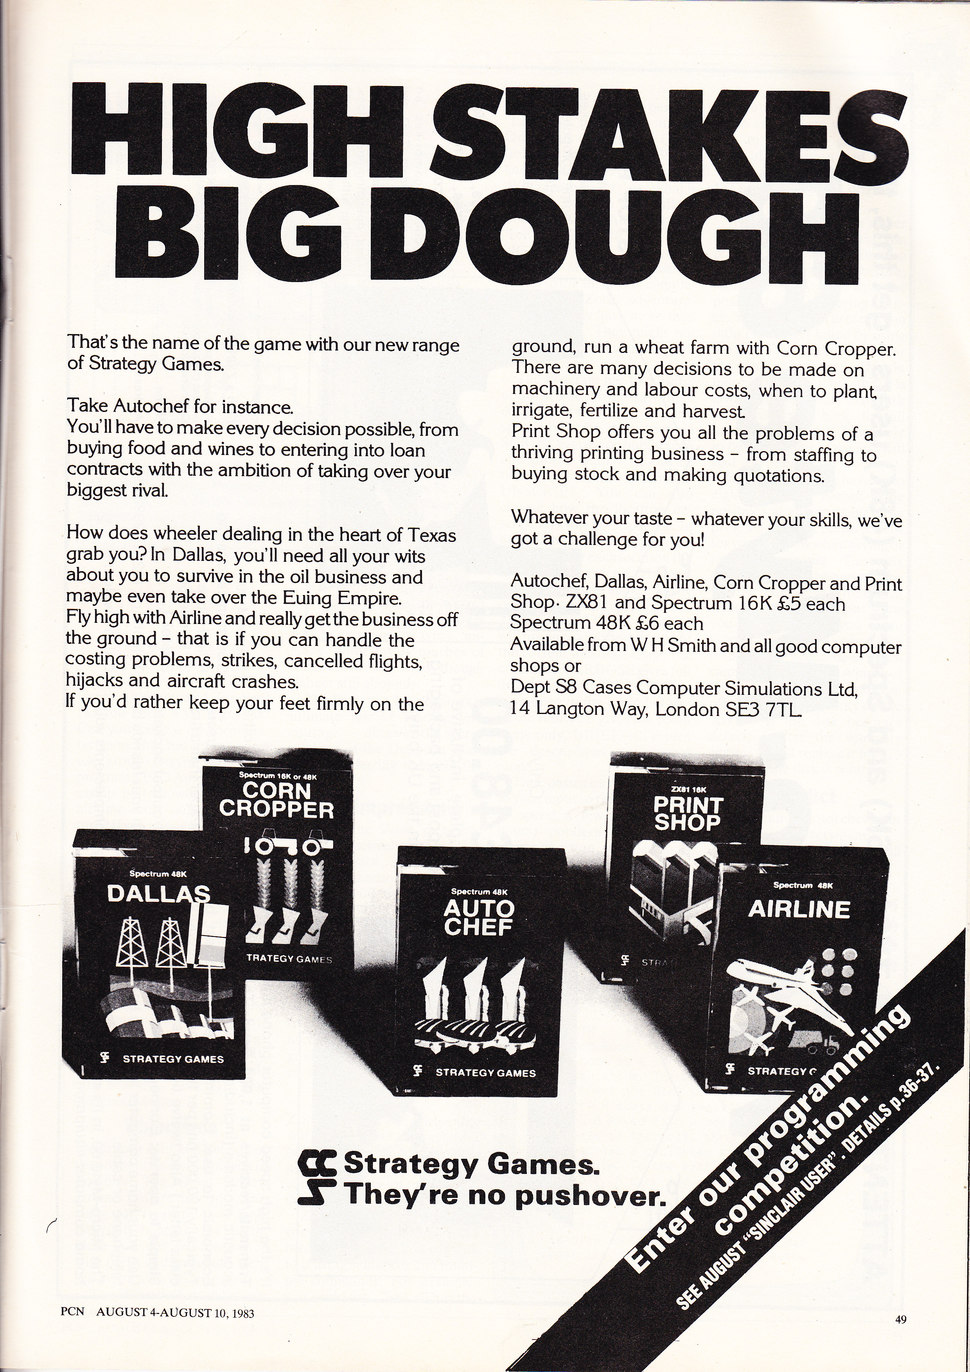 HIGH STAKES
BIG DOUGH
That's the name of the game with our new range
of Strategy Games.
Take Autochef for instance.
You'll have to make every decision possible, from
buying food and wines to entering into loan
contracts with the ambition of taking over your
biggest rival.
How does wheeler dealing in the heart of Texas
grab you? In Dallas, you'll need all your wits
about you to survive in the oil business and
maybe even take over the Euing Empire.
Fly high with Airline and really get the business off
the ground – that is if you can handle the
costing problems, strikes, cancelled flights,
hijacks and aircraft crashes.
If you'd rather keep your feet firmly on the
ground, run a wheat farm with Corn Cropper.
There are many decisions to be made on
machinery and labour costs, when to plant,
irrigate, fertilize and harvest.
Print Shop offers you all the problems of a
thriving printing business – from staffing to
buying stock and making quotations.
Whatever your taste – whatever your skills, we've
got a challenge for you!
Autochef, Dallas, Airline, Corn Cropper and Print
Shop. ZX81 and Spectrum 16K £5 each
Spectrum 48K £6 each
Available from W H Smith and all good computer
shops or
Dept S8 Cases Computer Simulations Ltd,
14 Langton Way, London SE3 7TL
Spectrum 16K or 48K
CORN
CROPPER
TRATEGY GAMES
Spectrum 48K
DALLAS
STRATEGY GAMES
Spectrum 48K
AUTO
CHEF
STRATEGY GAMES
ZX81 16K
PRINT
SHOP
STRA
Spectrum 48K
AIRLINE
STRATEGY G
CCS Strategy Games.
They're no pushover.
Enter our programming
competition.
SEE AUGUST "SINCLAIR USER". DETAILS p.36-37.
PCN AUGUST 4-AUGUST 10, 1983
49